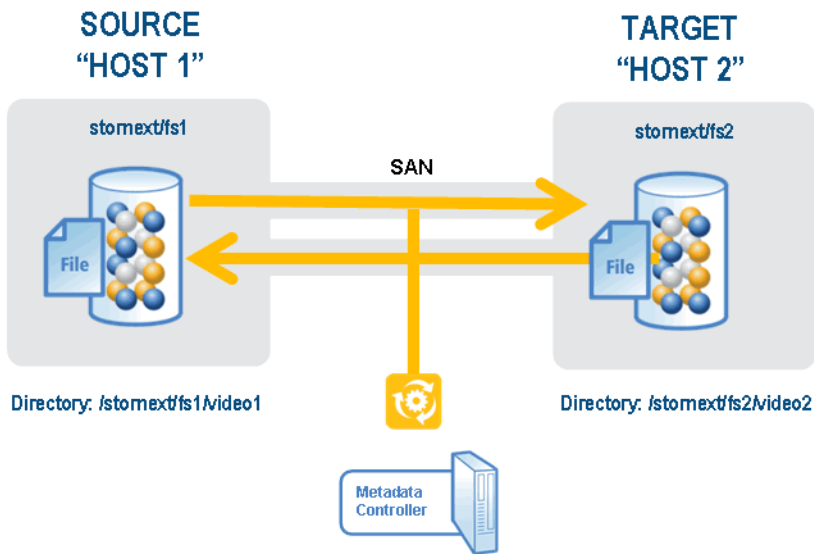 SOURCE
“HOST 1”
TARGET
“HOST 2”
stornext/fs1
stornext/fs2
SAN
File
File
Directory: /stornext/fs1/video1
Directory: /stornext/fs2/video2
Metadata
Controller